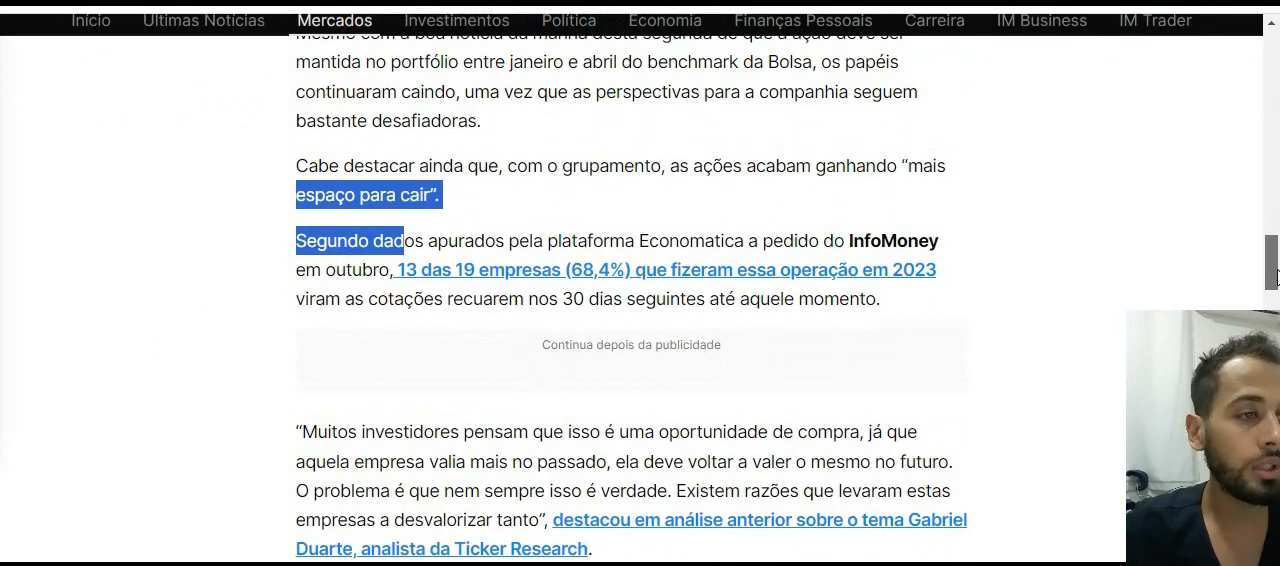 Início Últimas Notícias Mercados Investimentos Política Economia Finanças Pessoais Carreira IM Business IM Trader
Mesmo com a boa notícia da manhã desta segunda de que a ação deve ser
mantida no portfólio entre janeiro e abril do benchmark da Bolsa, os papéis
continuaram caindo, uma vez que as perspectivas para a companhia seguem
bastante desafiadoras.
Cabe destacar ainda que, com o grupamento, as ações acabam ganhando “mais
espaço para cair”.
Segundo dados apurados pela plataforma Economatica a pedido do InfoMoney
em outubro, 13 das 19 empresas (68,4%) que fizeram essa operação em 2023
viram as cotações recuarem nos 30 dias seguintes até aquele momento.
Continua depois da publicidade
“Muitos investidores pensam que isso é uma oportunidade de compra, já que
aquela empresa valia mais no passado, ela deve voltar a valer o mesmo no futuro.
O problema é que nem sempre isso é verdade. Existem razões que levaram estas
empresas a desvalorizar tanto”, destacou em análise anterior sobre o tema Gabriel
Duarte, analista da Ticker Research.